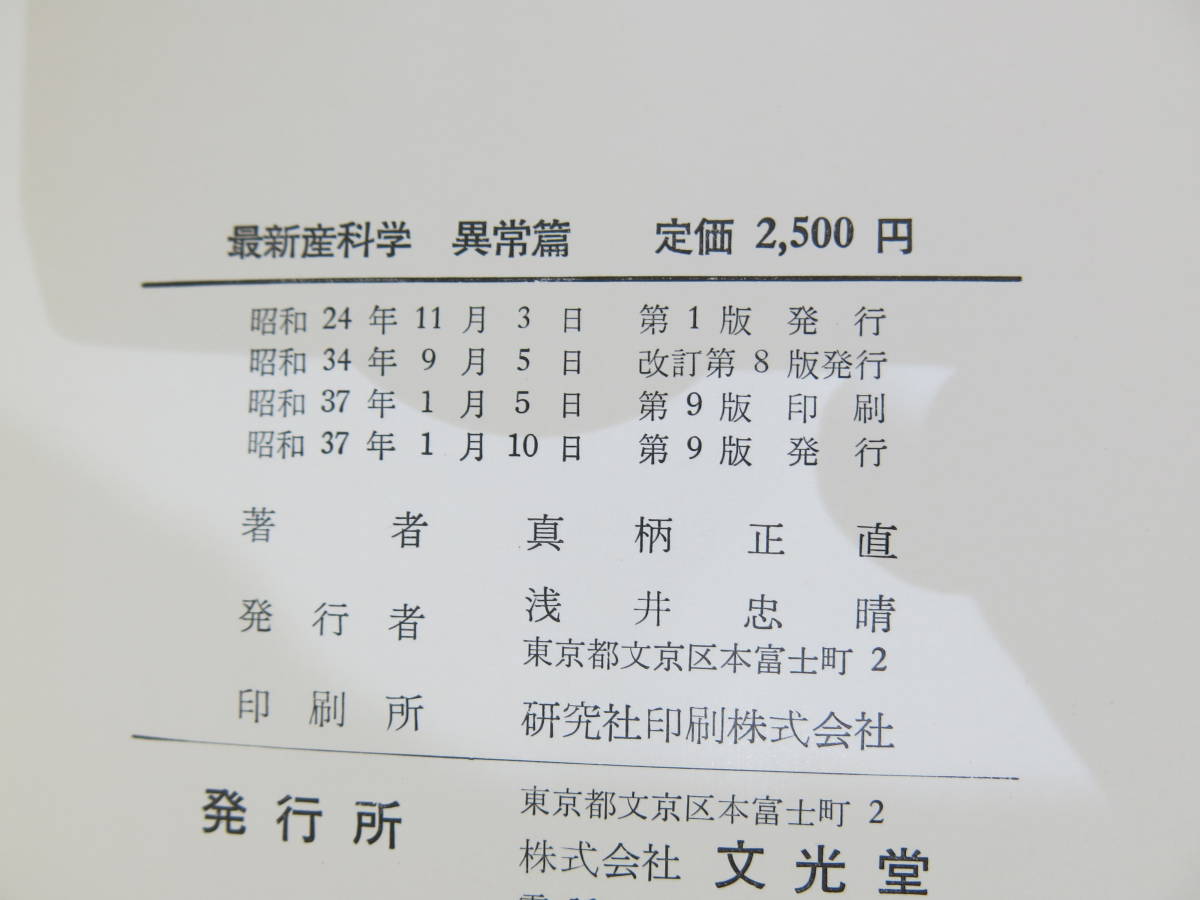 最新産科学 異常篇 定価 2,500 円
昭和 24 年 11 月 3 日 第 1 版 発 行
昭和 34 年 9 月 5 日 改訂第 8 版発行
昭和 37 年 1 月 5 日 第 9 版 印 刷
昭和 37 年 1 月 10 日 第 9 版 発 行
著 者 真 柄 正 直
発 行 者 浅 井 忠 晴
東京都文京区本富士町 2
印 刷 所 研究社印刷株式会社
発 行 所 東京都文京区本富士町 2
株式会社 文 光 堂